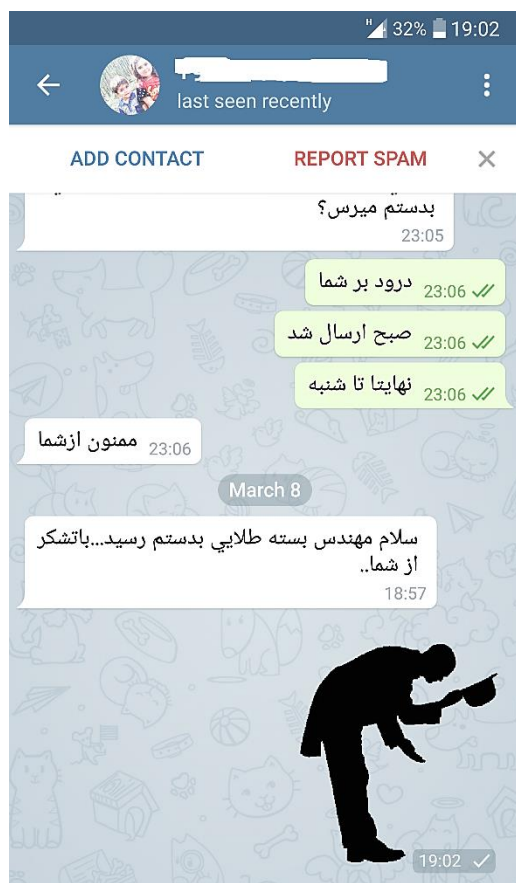 H 32% 19:02
last seen recently
ADD CONTACT REPORT SPAM
بدستم میرس؟
23:05
درود بر شما 23:06
صبح ارسال شد 23:06
نهایتا تا شنبه 23:06
ممنون ازشما 23:06
March 8
سلام مهندس بسته طلايي بدستم رسید...باتشکر
از شما..
18:57
19:02